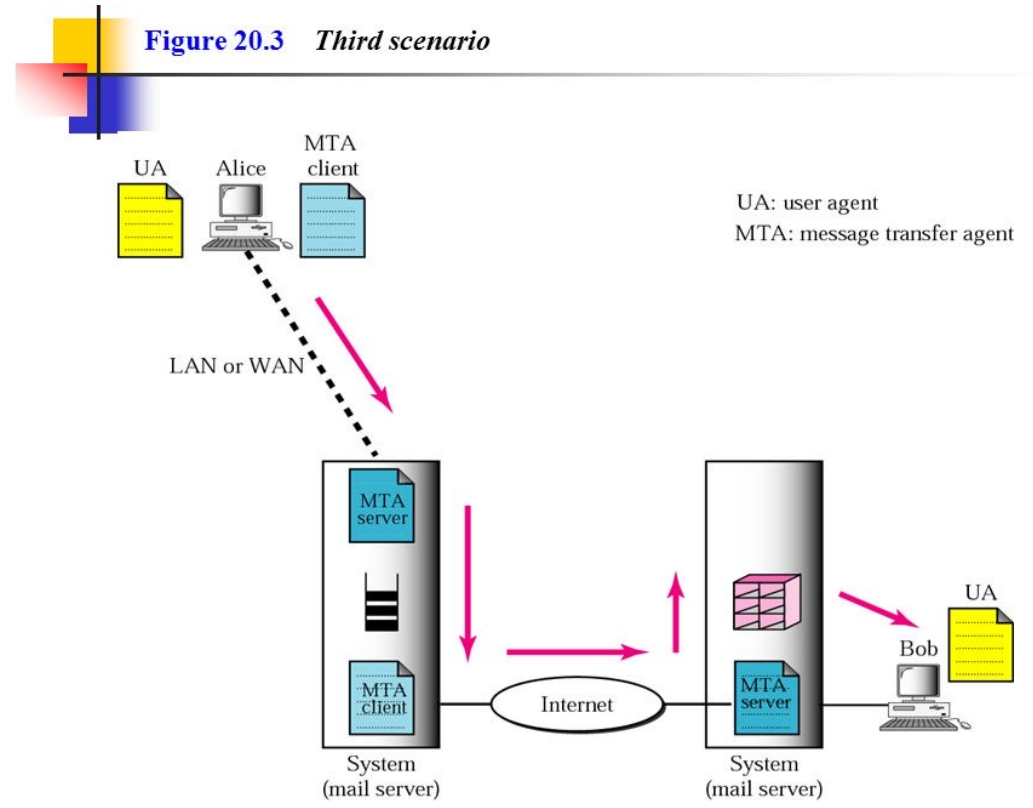 Figure 20.3 Third scenario
UA
Alice
MTA
client
UA: user agent
MTA: message transfer agent
LAN or WAN
MTA
server
MTA
client
Internet
MTA
server
Bob
UA
System
(mail server)
System
(mail server)